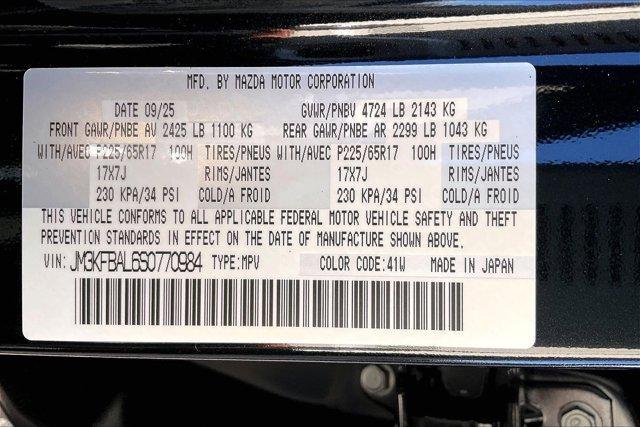 MFD. BY MAZDA MOTOR CORPORATION
DATE 09/25 GVWR/PNBV 4724 LB 2143 KG
FRONT GAWR/PNBE AV 2425 LB 1100 KG REAR GAWR/PNBE AR 2299 LB 1043 KG
WITH/AVEC P225/65R17 100H TIRES/PNEUS WITH/AVEC P225/65R17 100H TIRES/PNEUS
17X7J RIMS/JANTES 17X7J RIMS/JANTES
230 KPA/34 PSI COLD/A FROID 230 KPA/34 PSI COLD/A FROID
THIS VEHICLE CONFORMS TO ALL APPLICABLE FEDERAL MOTOR VEHICLE SAFETY AND THEFT
PREVENTION STANDARDS IN EFFECT ON THE DATE OF MANUFACTURE SHOWN ABOVE.
VIN: JM3KFBAL6S0770984 TYPE:MPV COLOR CODE:41W MADE IN JAPAN